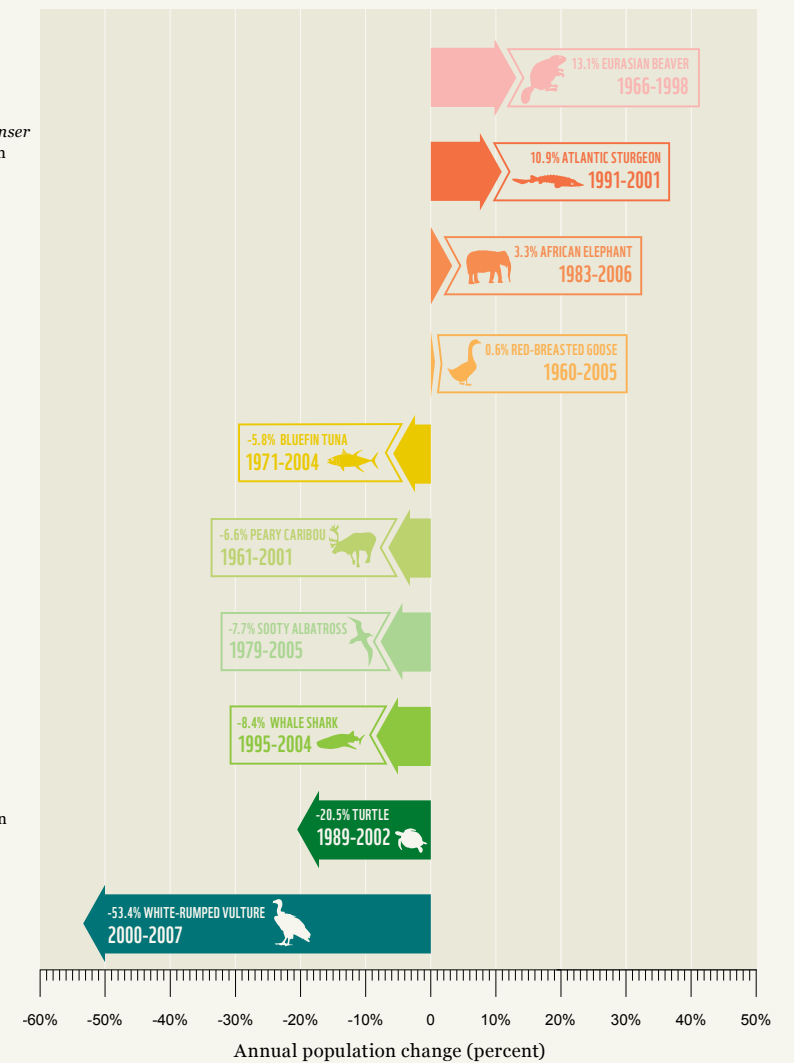 13.1% EURASIAN BEAVER
1966-1998
nser
n
10.9% ATLANTIC STURGEON
1991-2001
3.3% AFRICAN ELEPHANT
1983-2006
0.6% RED-BREASTED GOOSE
1960-2005
-5.8% BLUEFIN TUNA
1971-2004
-6.6% PEARY CARIBOU
1961-2001
-7.7% SOOTY ALBATROSS
1979-2005
-8.4% WHALE SHARK
1995-2004
n
-20.5% TURTLE
1989-2002
-53.4% WHITE-RUMPED VULTURE
2000-2007
-60% -50% -40% -30% -20% -10% 0 10% 20% 30% 40% 50%
Annual population change (percent)